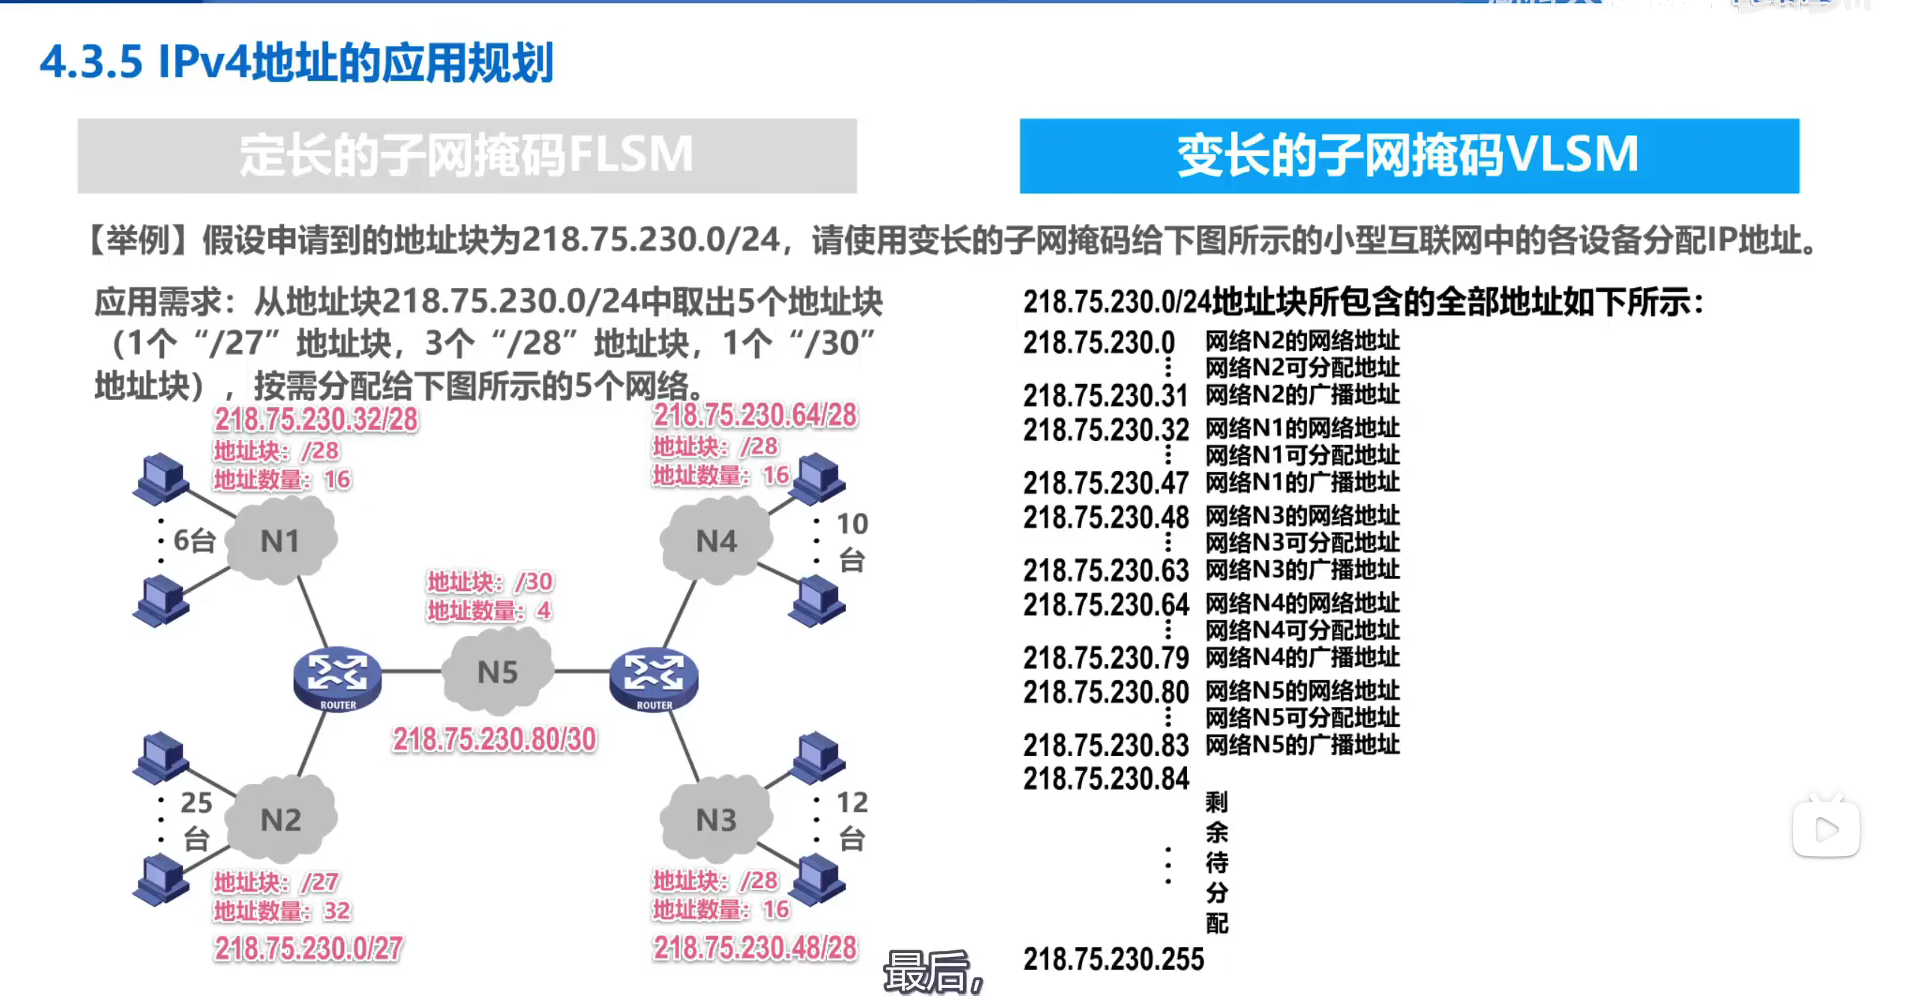 4.3.5 IPv4地址的应用规划
定长的子网掩码FLSM
变长的子网掩码VLSM
【举例】假设申请到的地址块为218.75.230.0/24，请使用变长的子网掩码给下图所示的小型互联网中的各设备分配IP地址。
应用需求：从地址块218.75.230.0/24中取出5个地址块
（1个“/27”地址块，3个“/28”地址块，1个“/30”
地址块），按需分配给下图所示的5个网络。
218.75.230.32/28
地址块：/28
地址数量：16
6台
N1
218.75.230.64/28
地址块：/28
地址数量：16
N4
10
台
地址块：/30
地址数量：4
N5
ROUTER
ROUTER
218.75.230.80/30
25
台
N2
地址块：/27
地址数量：32
218.75.230.0/27
N3
12
台
地址块：/28
地址数量：16
218.75.230.48/28
218.75.230.0/24地址块所包含的全部地址如下所示：
218.75.230.0 网络N2的网络地址
网络N2可分配地址
218.75.230.31 网络N2的广播地址
218.75.230.32 网络N1的网络地址
网络N1可分配地址
218.75.230.47 网络N1的广播地址
218.75.230.48 网络N3的网络地址
网络N3可分配地址
218.75.230.63 网络N3的广播地址
218.75.230.64 网络N4的网络地址
网络N4可分配地址
218.75.230.79 网络N4的广播地址
218.75.230.80 网络N5的网络地址
网络N5可分配地址
218.75.230.83 网络N5的广播地址
218.75.230.84
剩
余
待
分
配
218.75.230.255
最后,